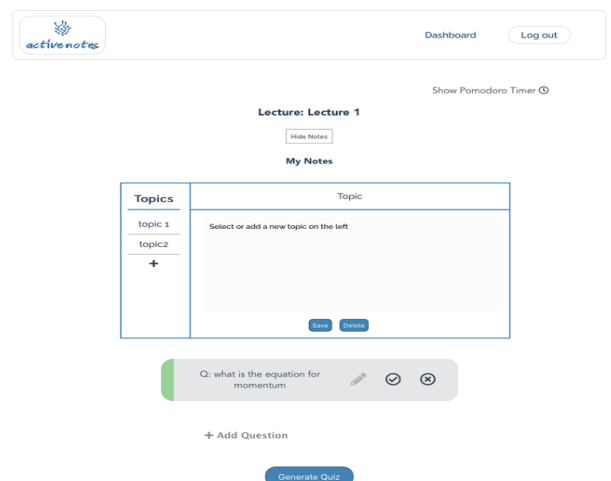 activenotes
Dashboard
Log out
Show Pomodoro Timer
Lecture: Lecture 1
Hide Notes
My Notes
Topics
Topic
topic 1
topic2
+
Select or add a new topic on the left
Save
Delete
Q: what is the equation for
momentum
+ Add Question
Generate Quiz